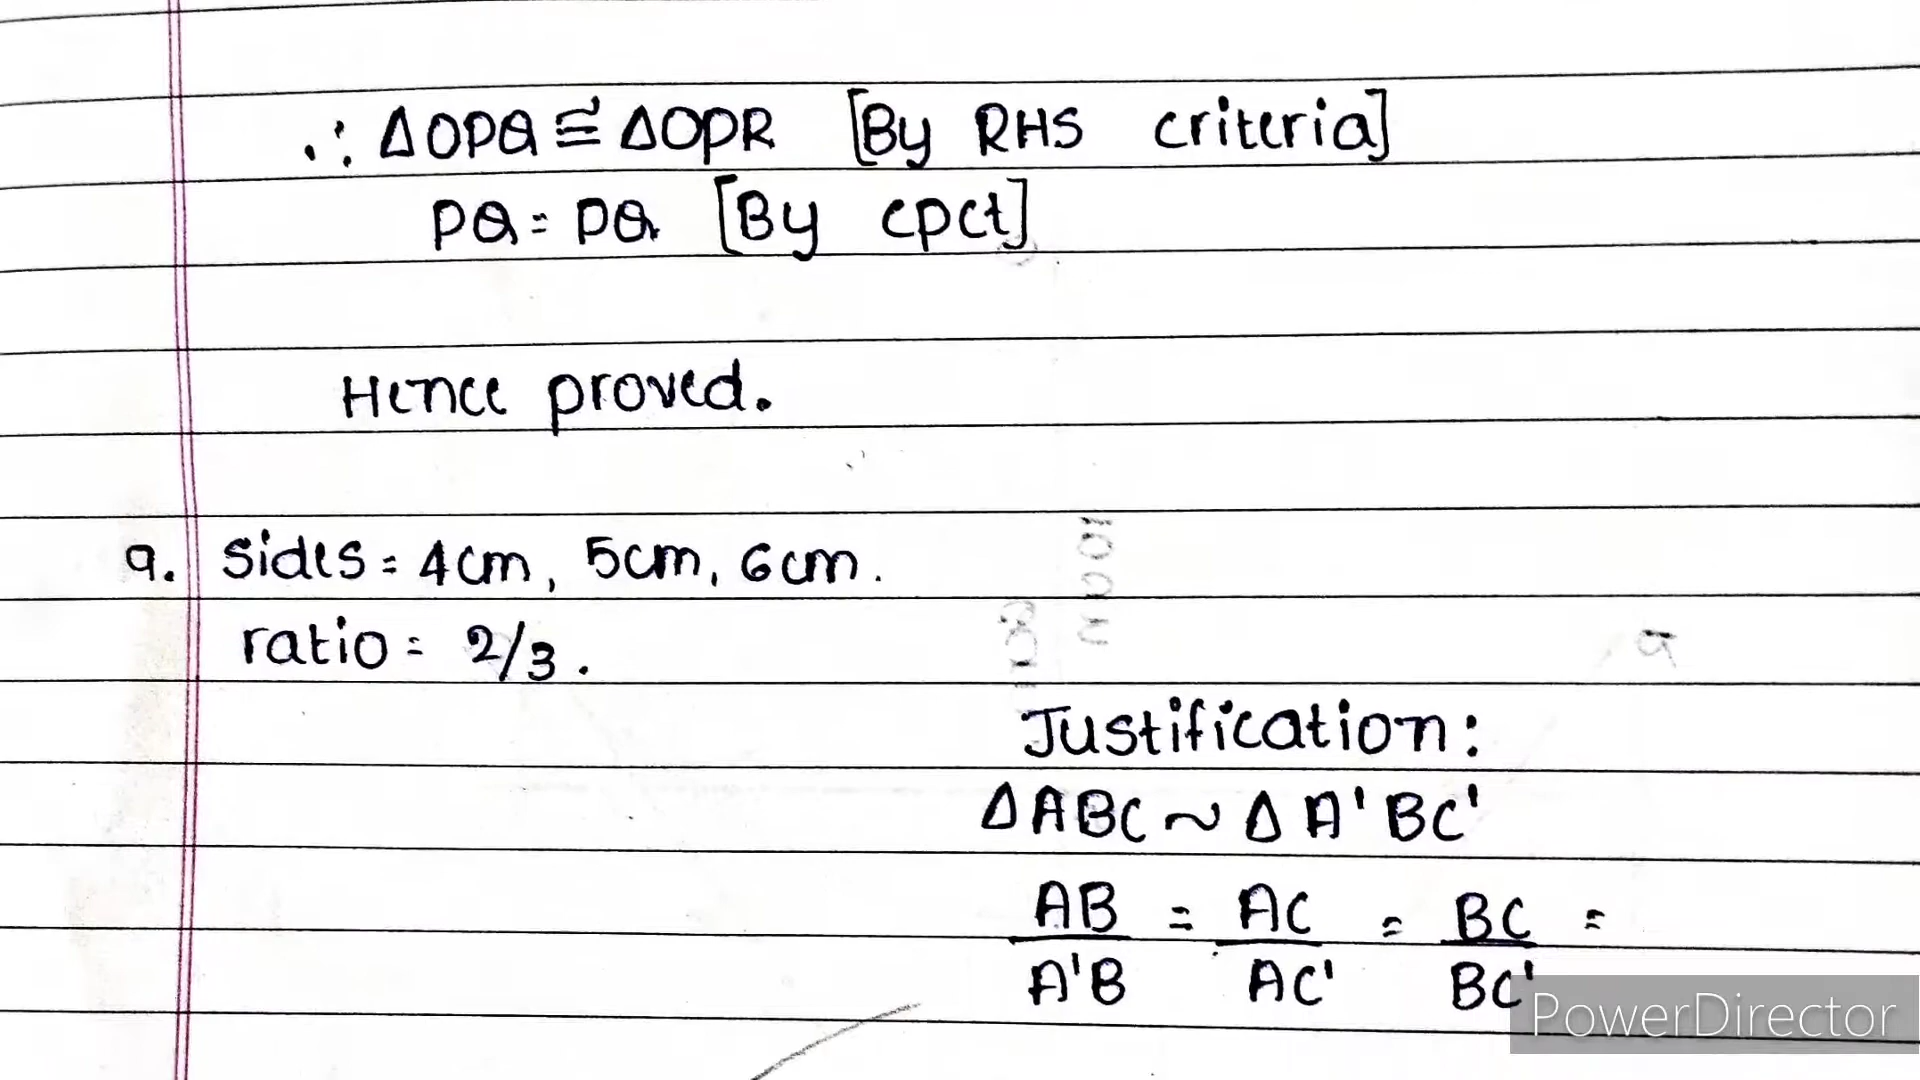 ∴ ΔOPQ ≅ ΔOPR [By RHS criteria]
PQ = PQ [By cpct]
Hence proved.
9. Sides = 4cm, 5cm, 6cm.
ratio = 2/3.
Justification:
ΔABC ~ ΔA'BC'
AB/A'B = AC/AC' = BC/BC' =
PowerDirector